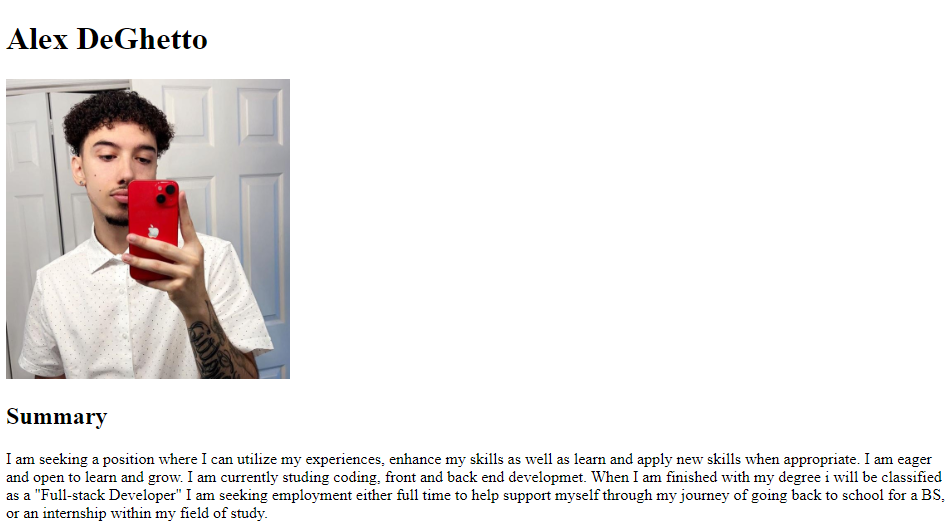 Alex DeGhetto
Summary
I am seeking a position where I can utilize my experiences, enhance my skills as well as learn and apply new skills when appropriate. I am eager
and open to learn and grow. I am currently studing coding, front and back end developmet. When I am finished with my degree i will be classified
as a "Full-stack Developer" I am seeking employment either full time to help support myself through my journey of going back to school for a BS,
or an internship within my field of study.